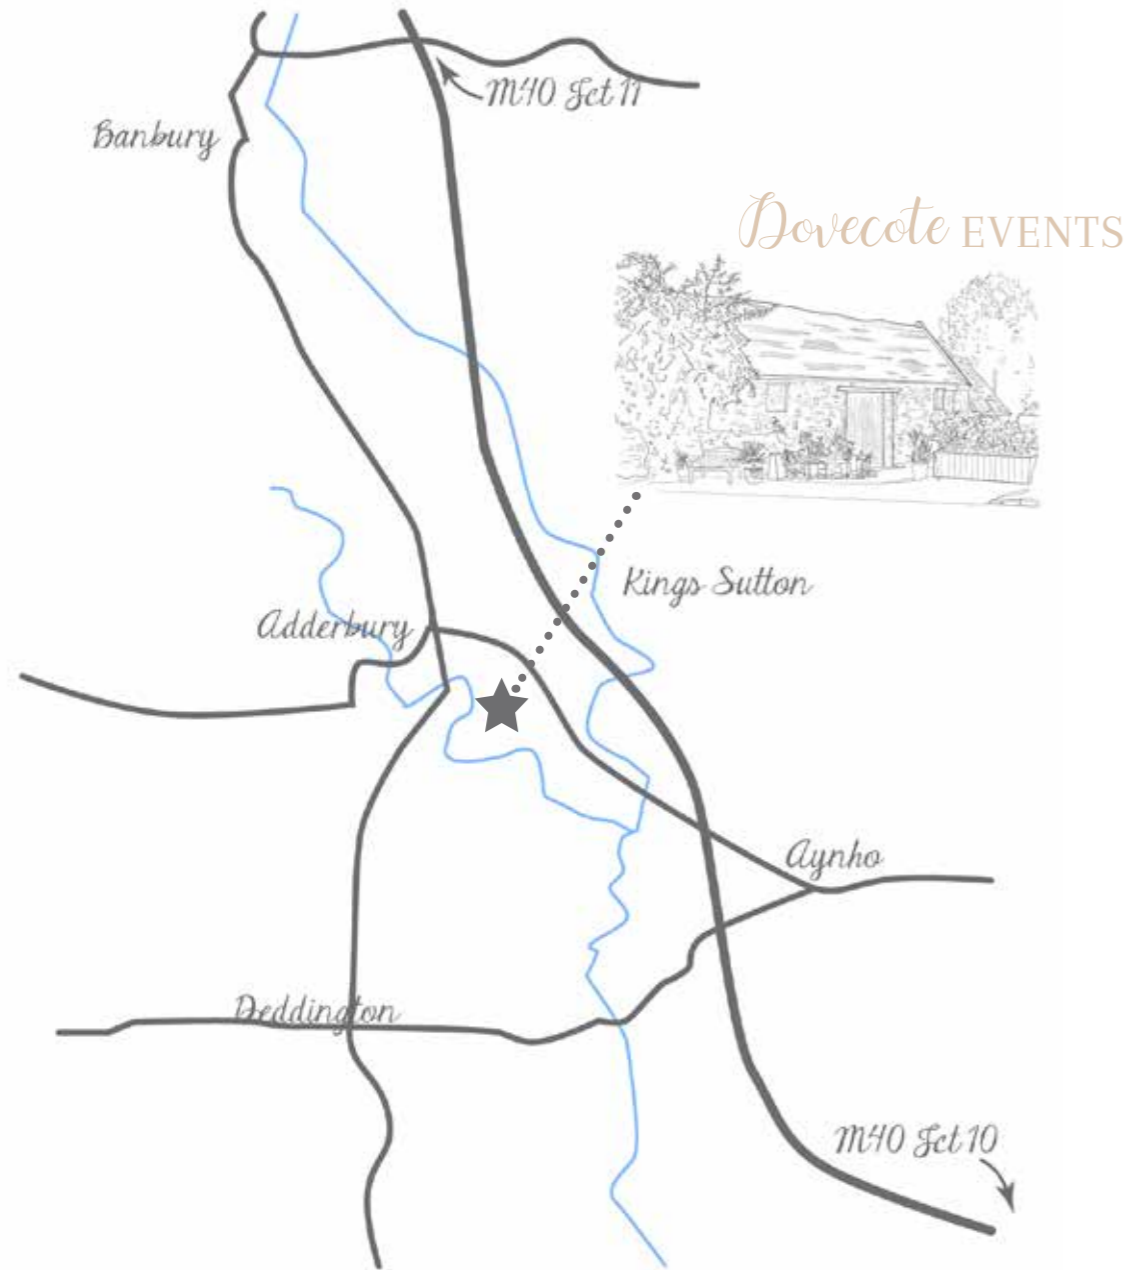 M40 Jct 11
Banbury
Dovecote EVENTS
Kings Sutton
Adderbury
Aynho
Deddington
M40 Jct 10